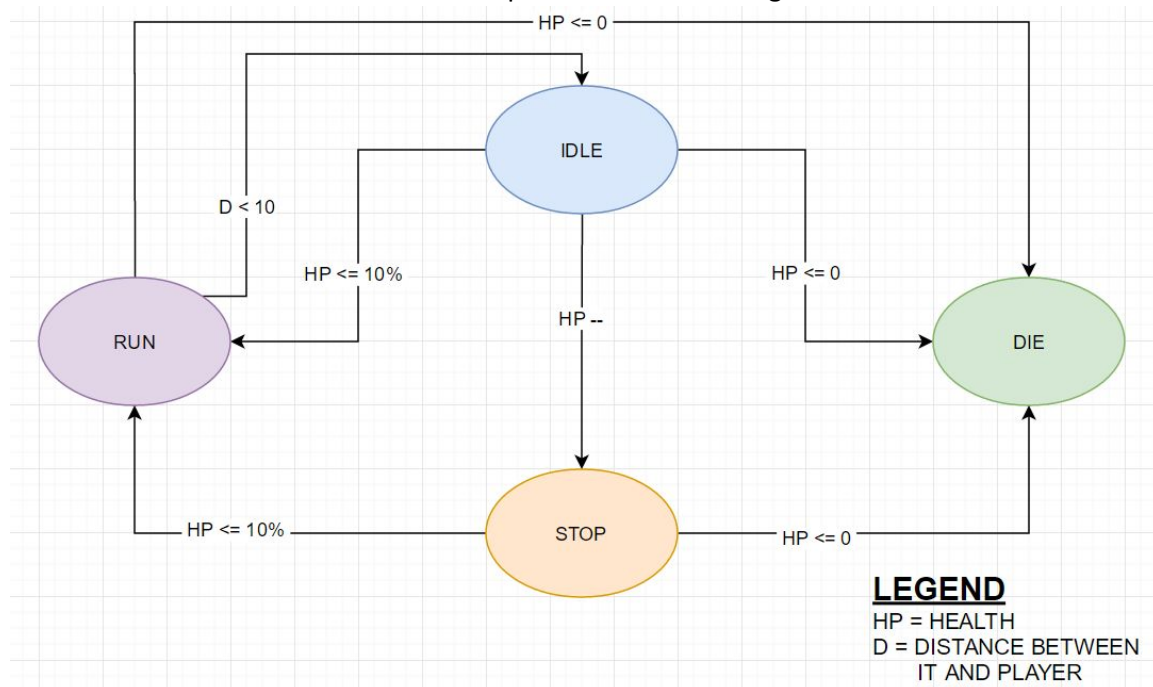 HP <= 0
IDLE
D < 10
HP <= 10%
HP <= 0
HP --
RUN
DIE
HP <= 10%
STOP
HP <= 0
LEGEND
HP = HEALTH
D = DISTANCE BETWEEN
IT AND PLAYER